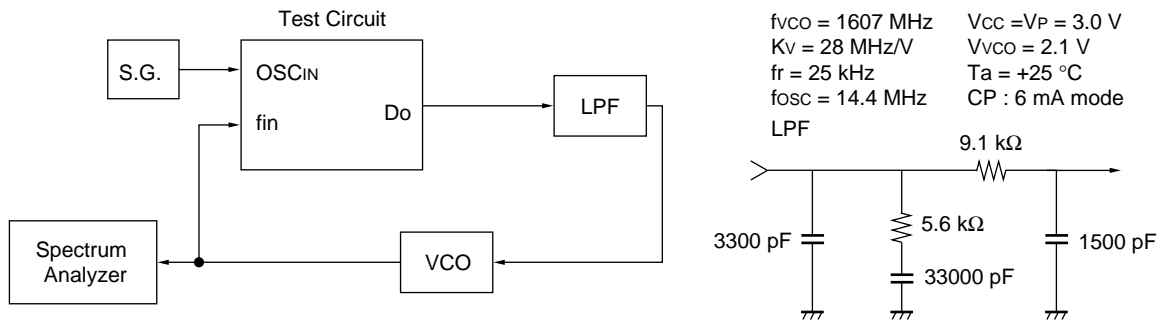 Test Circuit
S.G.
OSCIN
fin
Do
LPF
Spectrum
Analyzer
VCO
fVCO = 1607 MHz
KV = 28 MHz/V
fr = 25 kHz
fOSC = 14.4 MHz
VCC =VP = 3.0 V
VVCO = 2.1 V
Ta = +25 °C
CP : 6 mA mode
LPF
9.1 kΩ
3300 pF
5.6 kΩ
33000 pF
1500 pF